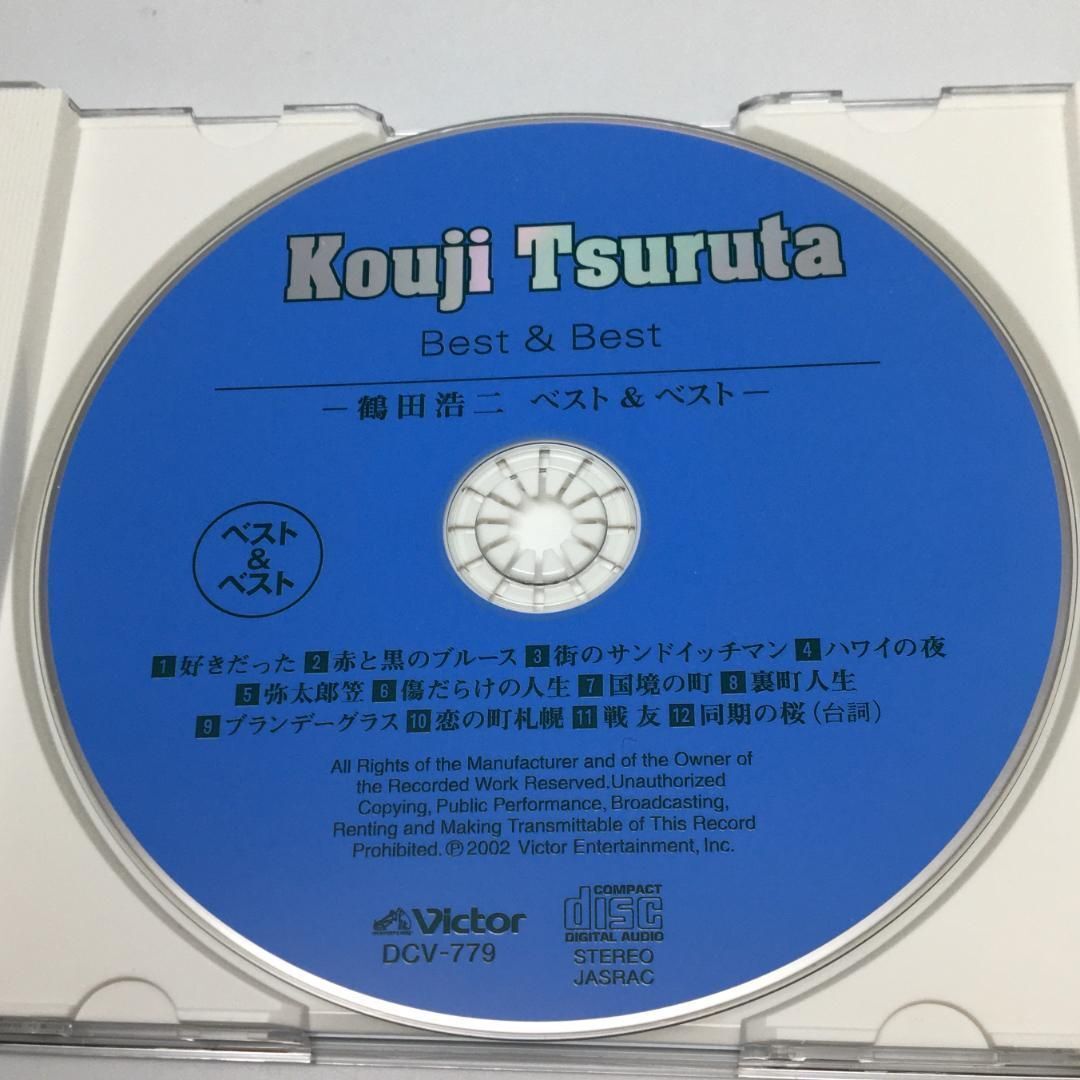 Kouji Tsuruta
Best & Best
－鶴田浩二 ベスト＆ベスト－
ベスト
&
ベスト
1 好きだった 2 赤と黒のブルース 3 街のサンドイッチマン 4 ハワイの夜
5 弥太郎笠 6 傷だらけの人生 7 国境の町 8 裏町人生
9 ブランデーグラス 10 恋の町札幌 11 戦友 12 同期の桜（台詞）
All Rights of the Manufacturer and of the Owner of
the Recorded Work Reserved.Unauthorized
Copying, Public Performance, Broadcasting,
Renting and Making Transmittable of This Record
Prohibited. Ⓟ2002 Victor Entertainment, Inc.
Victor
DCV-779
COMPACT
disc
DIGITAL AUDIO
STEREO
JASRAC